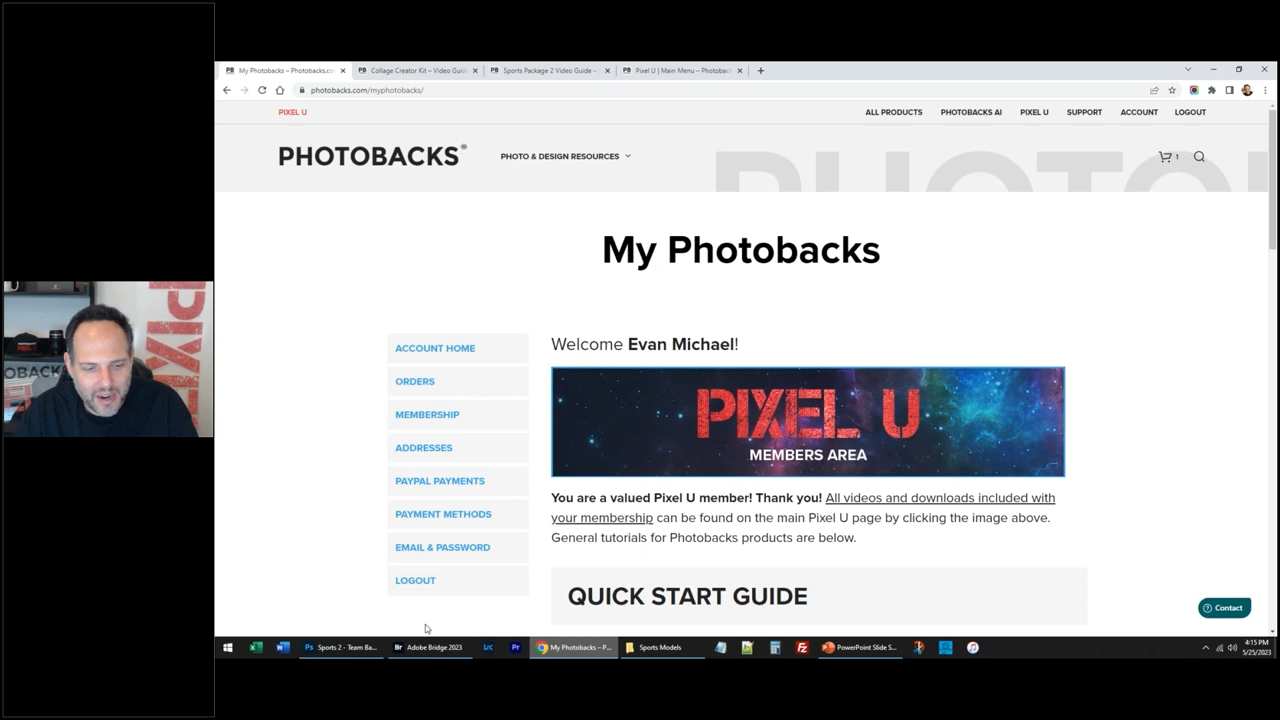 My Photobacks – Photobacks.co
Collage Creator Kit – Video Guid
Sports Package 2 Video Guide –
Pixel U | Main Menu – Photobac
photobacks.com/myphotobacks/
PIXEL U
ALL PRODUCTS
PHOTOBACKS AI
PIXEL U
SUPPORT
ACCOUNT
LOGOUT
PHOTOBACKS®
PHOTO & DESIGN RESOURCES
1
My Photobacks
ACCOUNT HOME
ORDERS
MEMBERSHIP
ADDRESSES
PAYPAL PAYMENTS
PAYMENT METHODS
EMAIL & PASSWORD
LOGOUT
Welcome Evan Michael!
PIXEL U
MEMBERS AREA
You are a valued Pixel U member! Thank you! All videos and downloads included with
your membership can be found on the main Pixel U page by clicking the image above.
General tutorials for Photobacks products are below.
QUICK START GUIDE
Contact
Sports 2 - Team Ba...
Adobe Bridge 2023
My Photobacks – P...
Sports Models
PowerPoint Slide S...
4:15 PM
5/25/2023